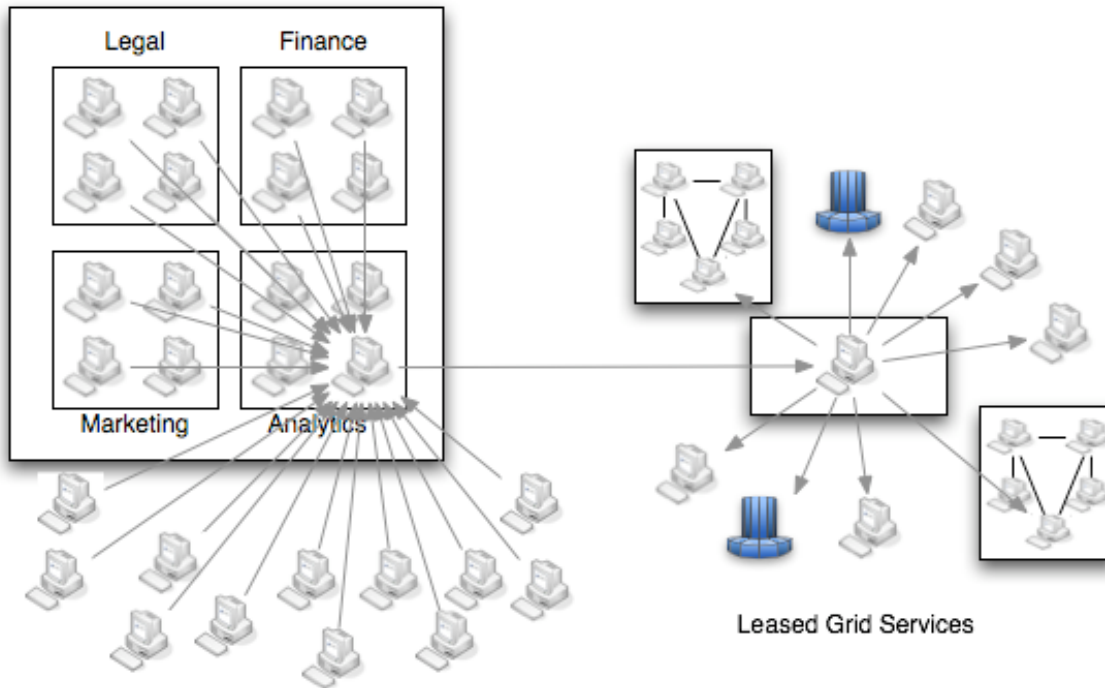 Legal
Finance
Marketing
Analytics
Leased Grid Services